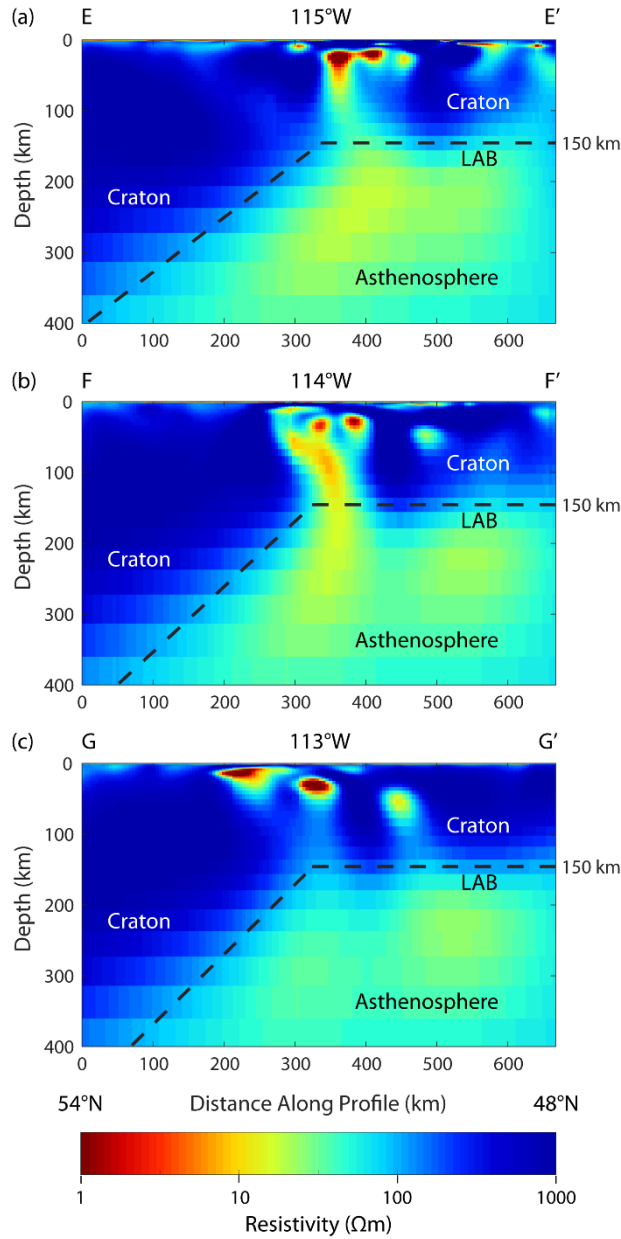 (a) E 115°W E’
0
100
200
300
400
Depth (km)
Craton
Craton
LAB
150 km
Asthenosphere
0 100 200 300 400 500 600
(b) F 114°W F’
0
100
200
300
400
Depth (km)
Craton
Craton
LAB
150 km
Asthenosphere
0 100 200 300 400 500 600
(c) G 113°W G’
0
100
200
300
400
Depth (km)
Craton
Craton
LAB
150 km
Asthenosphere
0 100 200 300 400 500 600
54°N Distance Along Profile (km) 48°N
1 10 100 1000
Resistivity (Ωm)